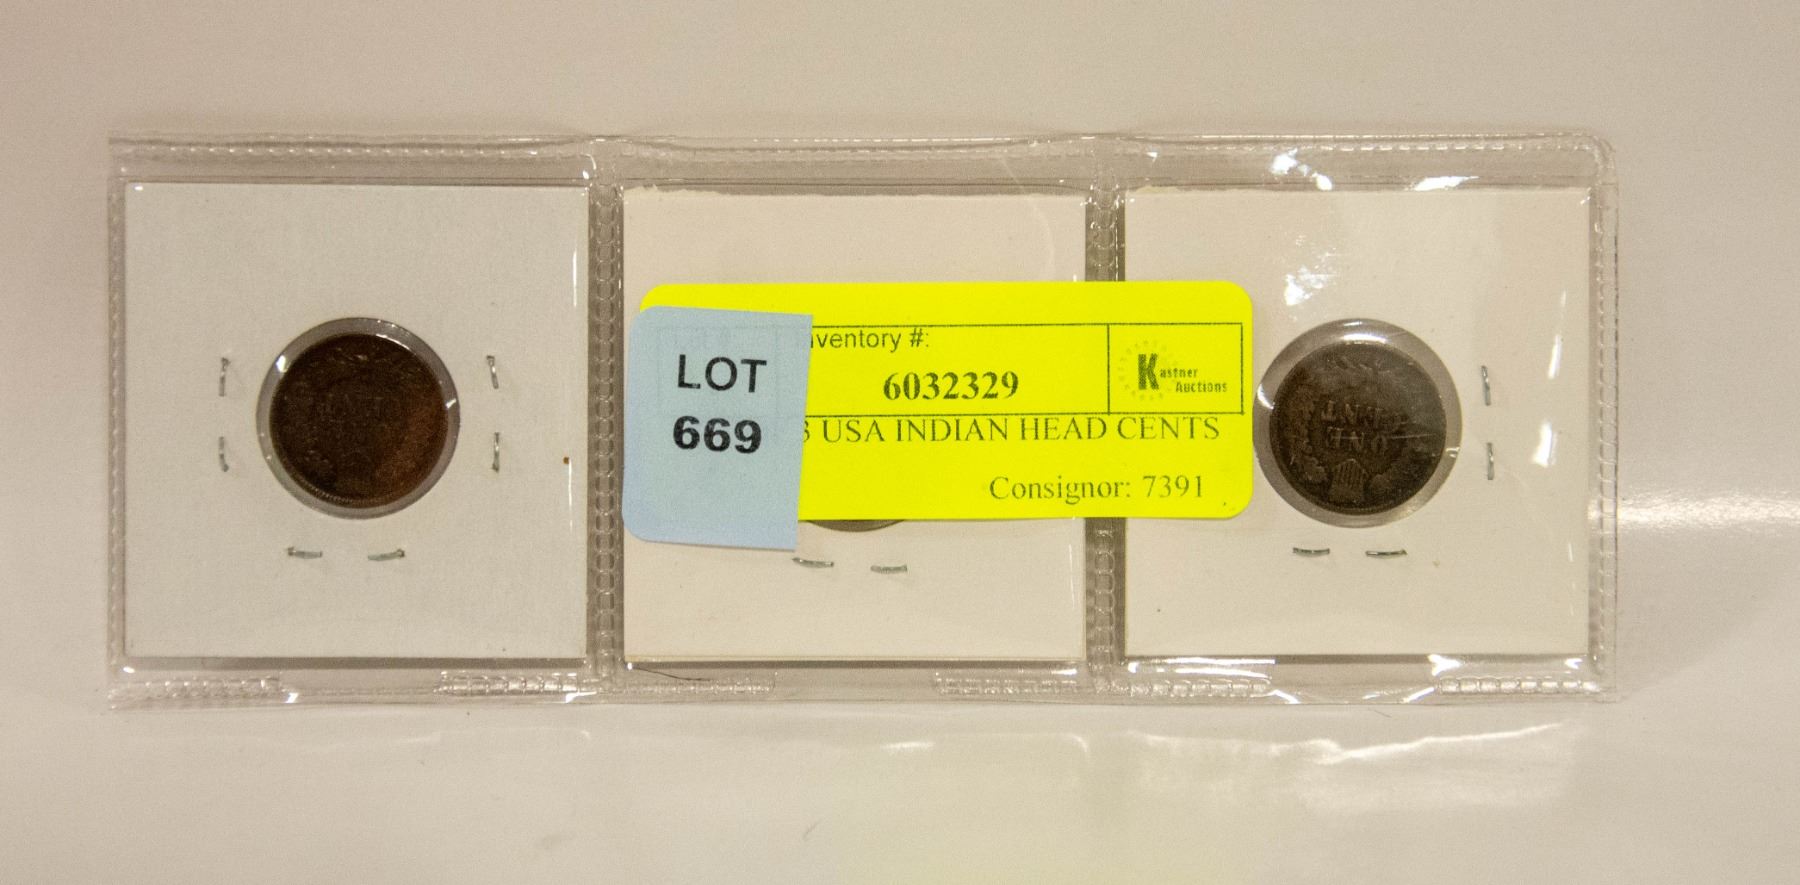 LOT
669
nventory #:
6032329
Kastner
Auctions
3 USA INDIAN HEAD CENTS
Consignor: 7391
ONE
CENT